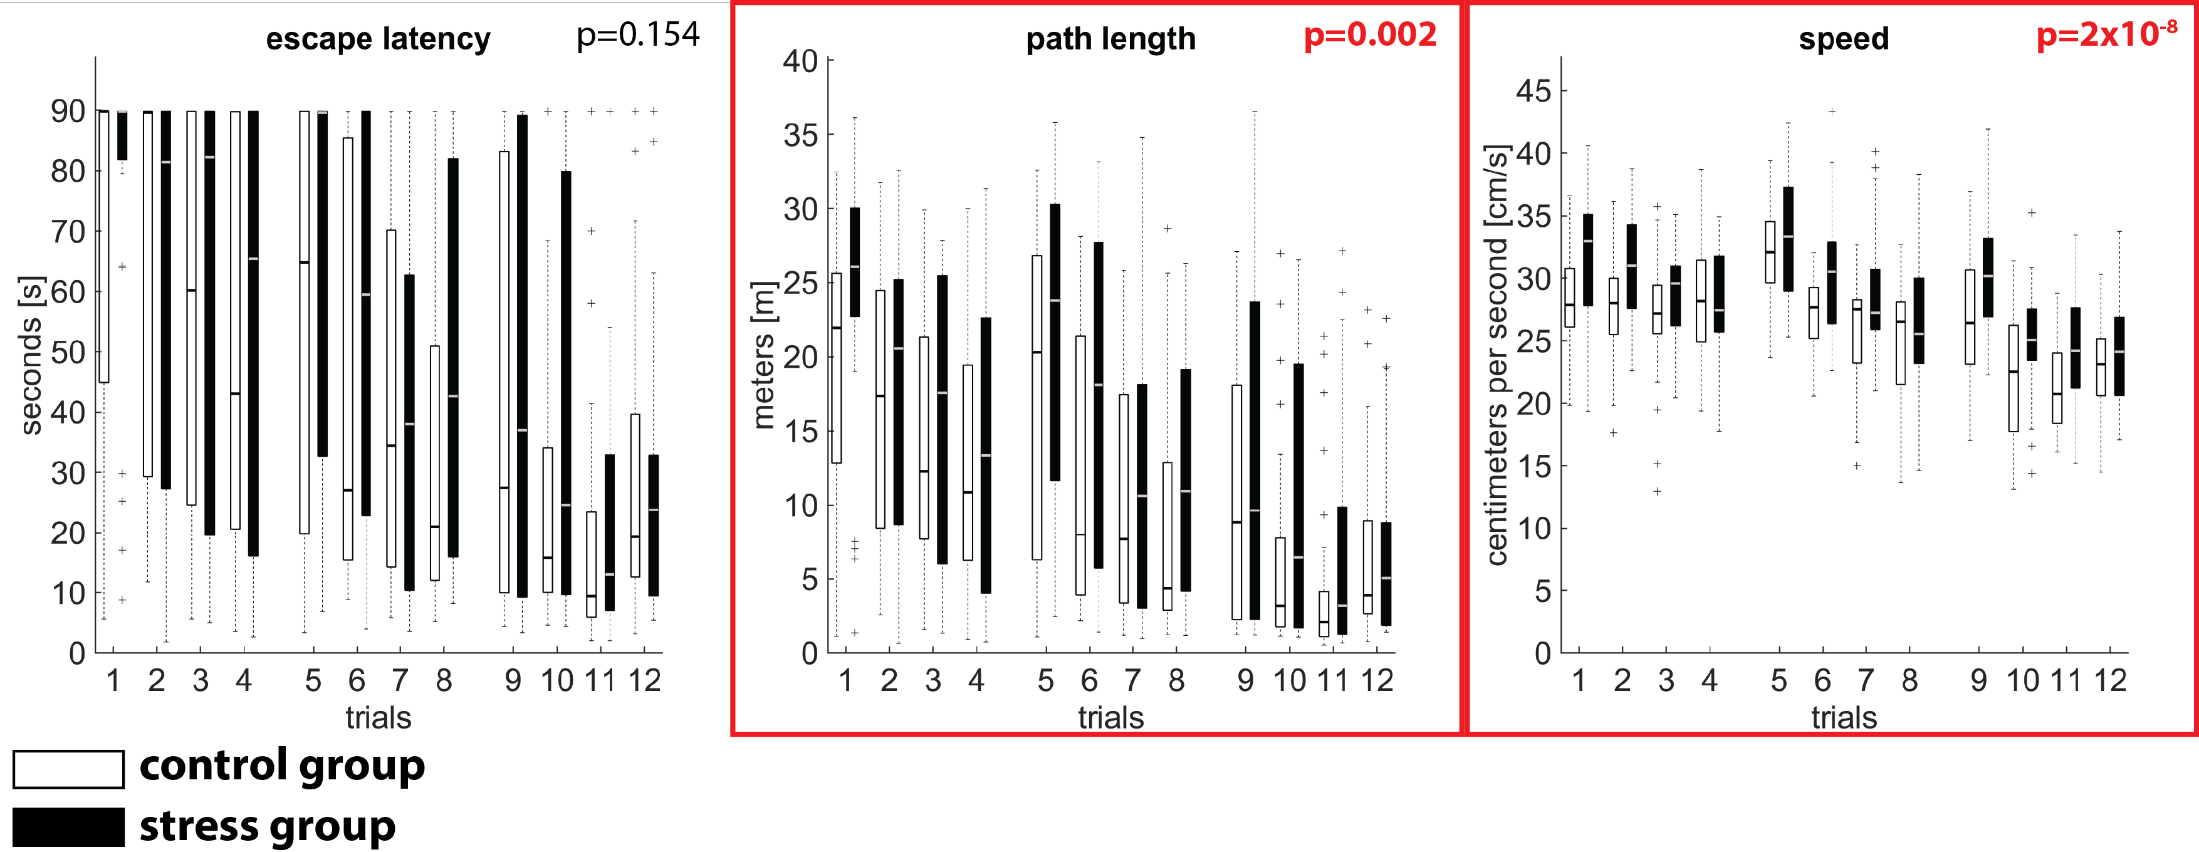 escape latency p=0.154
seconds [s]
90
80
70
60
50
40
30
20
10
0
1 2 3 4 5 6 7 8 9 10 11 12
trials
path length p=0.002
meters [m]
40
35
30
25
20
15
10
5
0
1 2 3 4 5 6 7 8 9 10 11 12
trials
speed p=2x10⁻⁸
centimeters per second [cm/s]
45
40
35
30
25
20
15
10
5
0
1 2 3 4 5 6 7 8 9 10 11 12
trials
control group
stress group